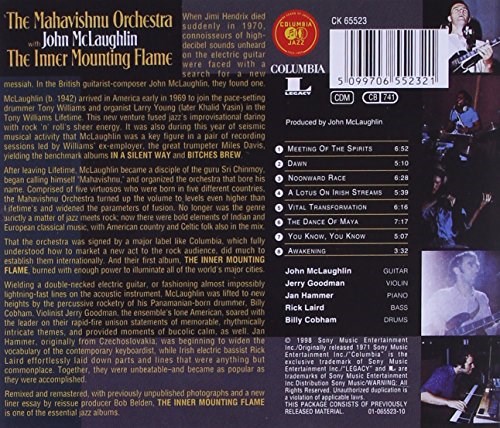 The Mahavishnu Orchestra
with John McLaughlin
The Inner Mounting Flame
When Jimi Hendrix died
suddenly in 1970,
connoisseurs of high-
decibel sounds unheard
on the electric guitar
were faced with a
search for a new
messiah. In the British guitarist-composer John McLaughlin, they found one.
McLaughlin (b. 1942) arrived in America early in 1969 to join the pace-setting
drummer Tony Williams and organist Larry Young (later Khalid Yasin) in the
Tony Williams Lifetime. This new venture fused jazz's improvisational daring
with rock 'n' roll's sheer energy. It was also during this year of seismic
musical activity that McLaughlin was a key figure in a pair of recording
sessions led by Williams' ex-employer, the great trumpeter Miles Davis,
yielding the benchmark albums IN A SILENT WAY and BITCHES BREW.
After leaving Lifetime, McLaughlin became a disciple of the guru Sri Chinmoy,
began calling himself "Mahavishnu," and organized the orchestra that bore his
name. Comprised of five virtuosos who were born in five different countries,
the Mahavishnu Orchestra turned up the volume to levels even higher than
Lifetime's and widened the parameters of fusion. No longer was the genre
strictly a matter of jazz meets rock; now there were bold elements of Indian and
European classical music, with American country and Celtic folk also in the mix.
That the orchestra was signed by a major label like Columbia, which fully
understood how to market a new act to the rock audience, did much to
establish them internationally. And their first album, THE INNER MOUNTING
FLAME, burned with enough power to illuminate all of the world's major cities.
Wielding a double-necked electric guitar, or fashioning almost impossibly
lightning-fast lines on the acoustic instrument, McLaughlin was lifted to new
heights by the percussive rocketry of his Panamanian-born drummer, Billy
Cobham. Violinist Jerry Goodman, the ensemble's lone American, soared
with the leader on their rapid-fire unison statements of memorable, rhythmically
intricate themes, and provided moments of bucolic calm, as well. Jan
Hammer, originally from Czechoslovakia, was beginning to widen the
vocabulary of the contemporary keyboardist, while Irish electric bassist Rick
Laird effortlessly laid down parts and lines that were anything but
commonplace. Together, they were unbeatable–and became as popular as
they were accomplished.
Remixed and remastered, with previously unpublished photographs and a new
liner essay by reissue producer Bob Belden, THE INNER MOUNTING FLAME
is one of the essential jazz albums.
COLUMBIA
JAZZ
COLUMBIA
L
LEGACY
CK 65523
5 099706 552321
CDM
CB 741
Produced by John McLaughlin
1 MEETING OF THE SPIRITS 6:52
2 DAWN 5:10
3 NOONWARD RACE 6:28
4 A LOTUS ON IRISH STREAMS 5:39
5 VITAL TRANSFORMATION 6:16
6 THE DANCE OF MAYA 7:17
7 YOU KNOW, YOU KNOW 5:07
8 AWAKENING 3:32
John McLaughlin GUITAR
Jerry Goodman VIOLIN
Jan Hammer PIANO
Rick Laird BASS
Billy Cobham DRUMS
© 1998 Sony Music Entertainment
Inc./Originally released 1971 Sony Music
Entertainment Inc./"Columbia" is the
exclusive trademark of Sony Music
Entertainment Inc./"LEGACY" and L are
trademarks of Sony Music Entertainment
Inc./Distribution Sony Music/WARNING: All
Rights Reserved. Unauthorized duplication is
a violation of applicable laws.
THIS PACKAGE CONSISTS OF PREVIOUSLY
RELEASED MATERIAL. 01-065523-10